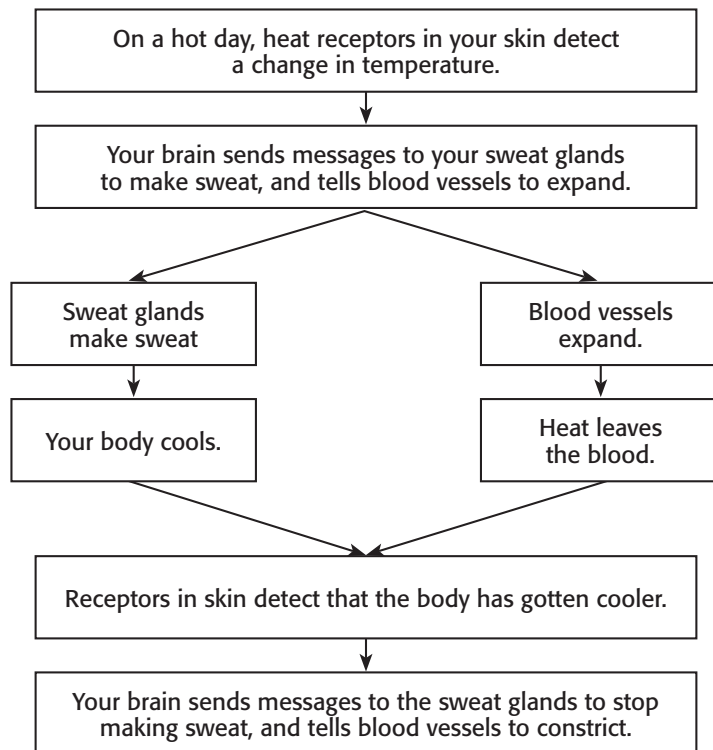 On a hot day, heat receptors in your skin detect
a change in temperature.
Your brain sends messages to your sweat glands
to make sweat, and tells blood vessels to expand.
Sweat glands
make sweat
Blood vessels
expand.
Your body cools.
Heat leaves
the blood.
Receptors in skin detect that the body has gotten cooler.
Your brain sends messages to the sweat glands to stop
making sweat, and tells blood vessels to constrict.